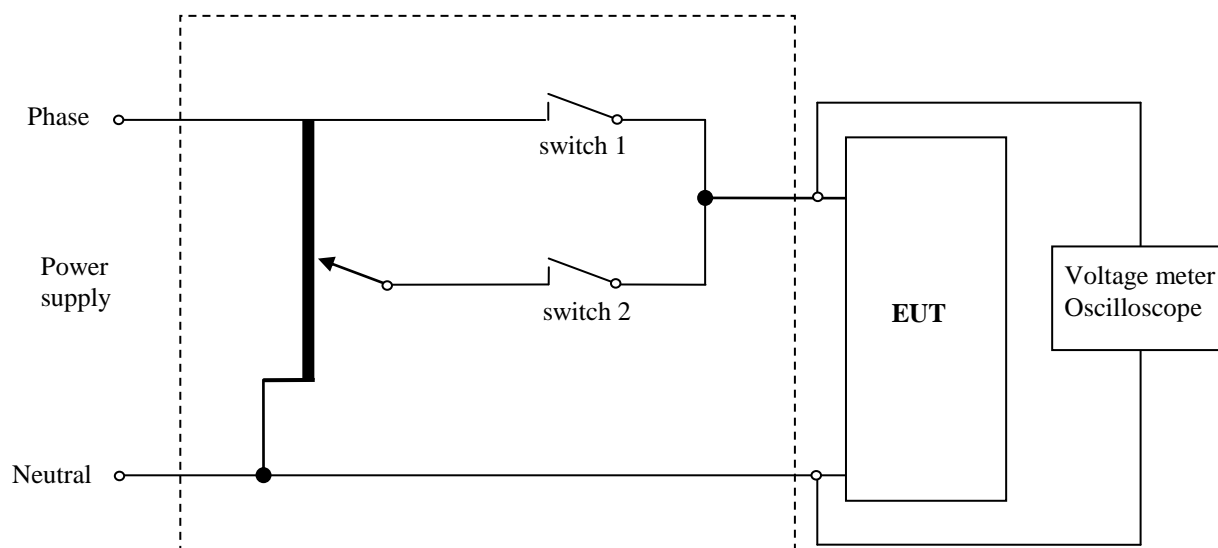 Phase
switch 1
Power
supply
switch 2
Voltage meter
Oscilloscope
EUT
Neutral